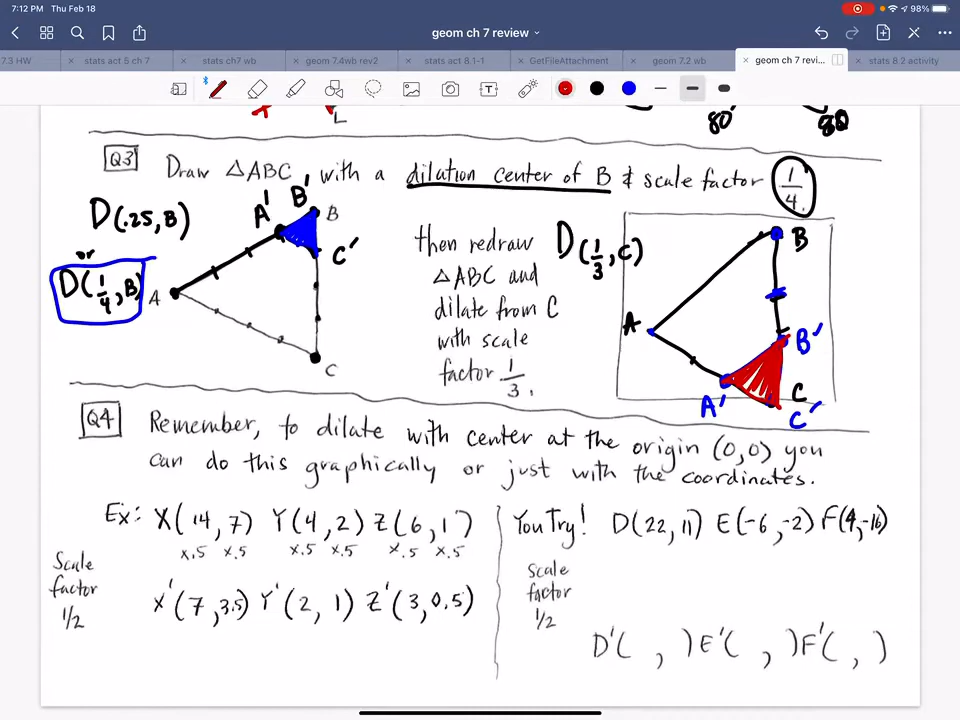 7:12 PM Thu Feb 18
98%
geom ch 7 review
7.3 HW
stats act 5 ch 7
stats ch7 wb
geom 7.4wb rev2
stats act 8.1-1
GetFileAttachment
geom 7.2 wb
geom ch 7 revi...
stats 8.2 activity
L
80
80
Q3 Draw △ABC with a dilation center of B & scale factor 1/4.
D(.25, B)
or
D(1/4, B)
A
A'
B'
B
C'
C
then redraw
△ABC and
dilate from C
with scale
factor 1/3.
D(1/3, C)
B
A
B'
A'
C
C'
Q4 Remember, to dilate with center at the origin (0,0) you
can do this graphically or just with the coordinates.
Ex: X(14, 7) Y(4, 2) Z(6, 1)
x.5 x.5 x.5 x.5 x.5 x.5
Scale
factor
1/2
X'(7, 3.5) Y'(2, 1) Z'(3, 0.5)
You Try! D(22, 11) E(-6, -2) F(4, -16)
Scale
factor
1/2
D'( , ) E'( , ) F'( , )